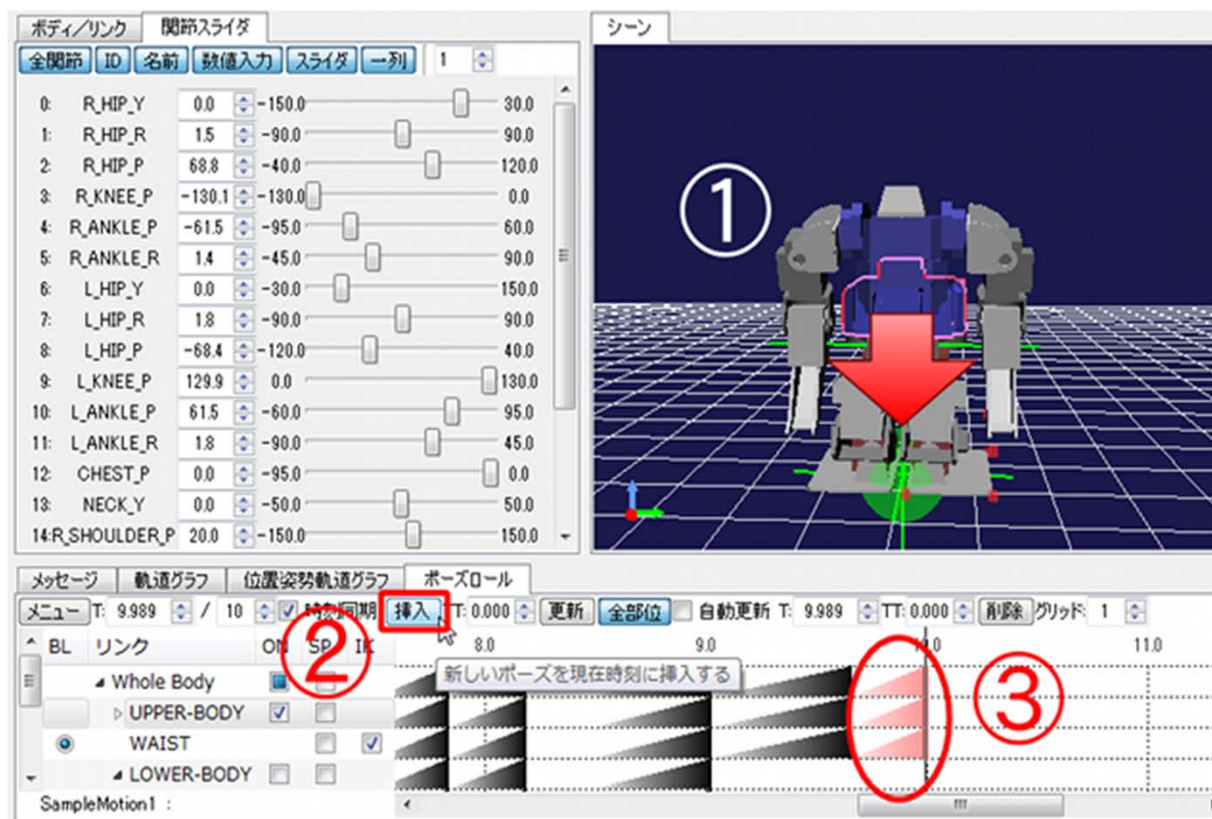 ボディ／リンク 関節スライダ
全関節 ID 名前 数値入力 スライダ 一列 1
0: R_HIP_Y 0.0 -150.0 30.0
1: R_HIP_R 1.5 -90.0 90.0
2: R_HIP_P 68.8 -40.0 120.0
3: R_KNEE_P -130.1 -130.0 0.0
4: R_ANKLE_P -61.5 -95.0 60.0
5: R_ANKLE_R 1.4 -45.0 90.0
6: L_HIP_Y 0.0 -30.0 150.0
7: L_HIP_R 1.8 -90.0 90.0
8: L_HIP_P -68.4 -120.0 40.0
9: L_KNEE_P 129.9 0.0 130.0
10: L_ANKLE_P 61.5 -60.0 95.0
11: L_ANKLE_R 1.8 -90.0 45.0
12: CHEST_P 0.0 -95.0 0.0
13: NECK_Y 0.0 -50.0 50.0
14:R_SHOULDER_P 20.0 -150.0 150.0
シーン
①
メッセージ 軌道グラフ 位置姿勢軌道グラフ ポーズロール
メニュー T: 9.989 / 10 時刻同期 挿入 TT: 0.000 更新 全部位 自動更新 T: 9.989 TT: 0.000 削除 グリッド: 1
BL リンク ON SP IK 8.0 9.0 11.0
② ③
新しいポーズを現在時刻に挿入する
Whole Body
UPPER-BODY
WAIST
LOWER-BODY
SampleMotion1 :